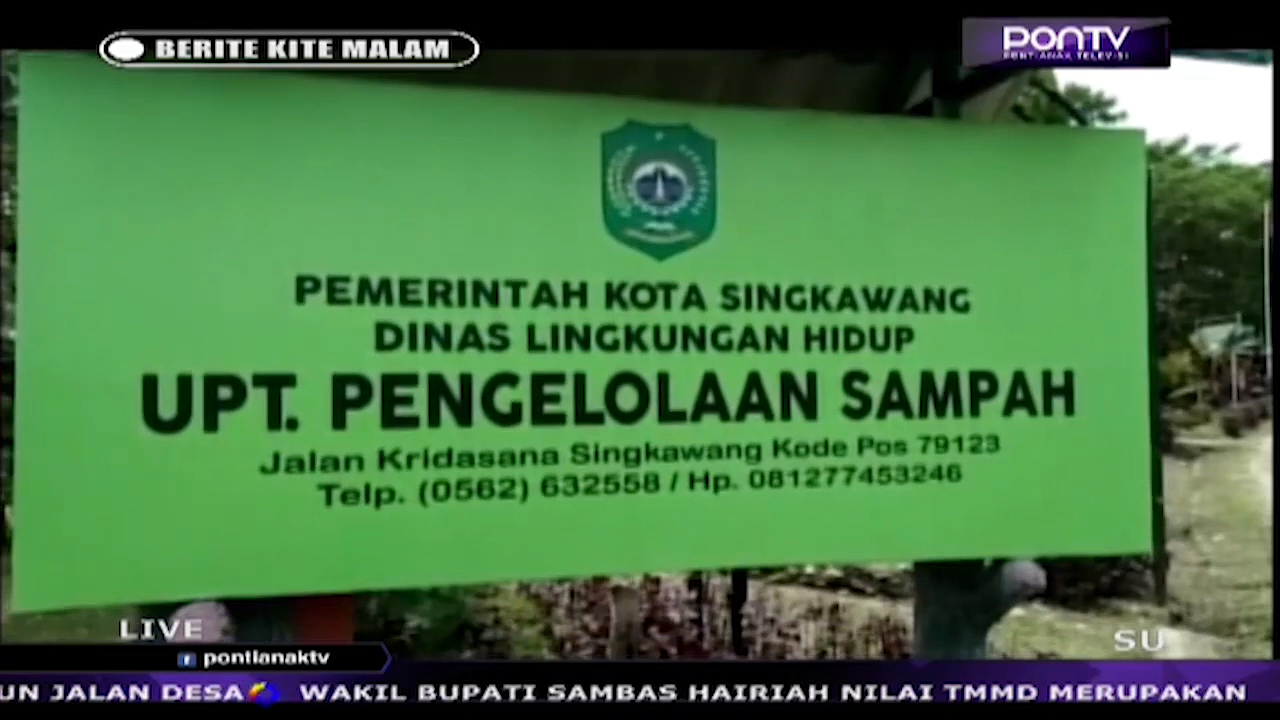 BERITE KITE MALAM
PONTV
PONTIANAK TELEVISI
PEMERINTAH KOTA SINGKAWANG
DINAS LINGKUNGAN HIDUP
UPT. PENGELOLAAN SAMPAH
Jalan Kridasana Singkawang Kode Pos 79123
Telp. (0562) 632558 / Hp. 081277453246
LIVE
SU
pontianaktv
UN JALAN DESA WAKIL BUPATI SAMBAS HAIRIAH NILAI TMMD MERUPAKAN